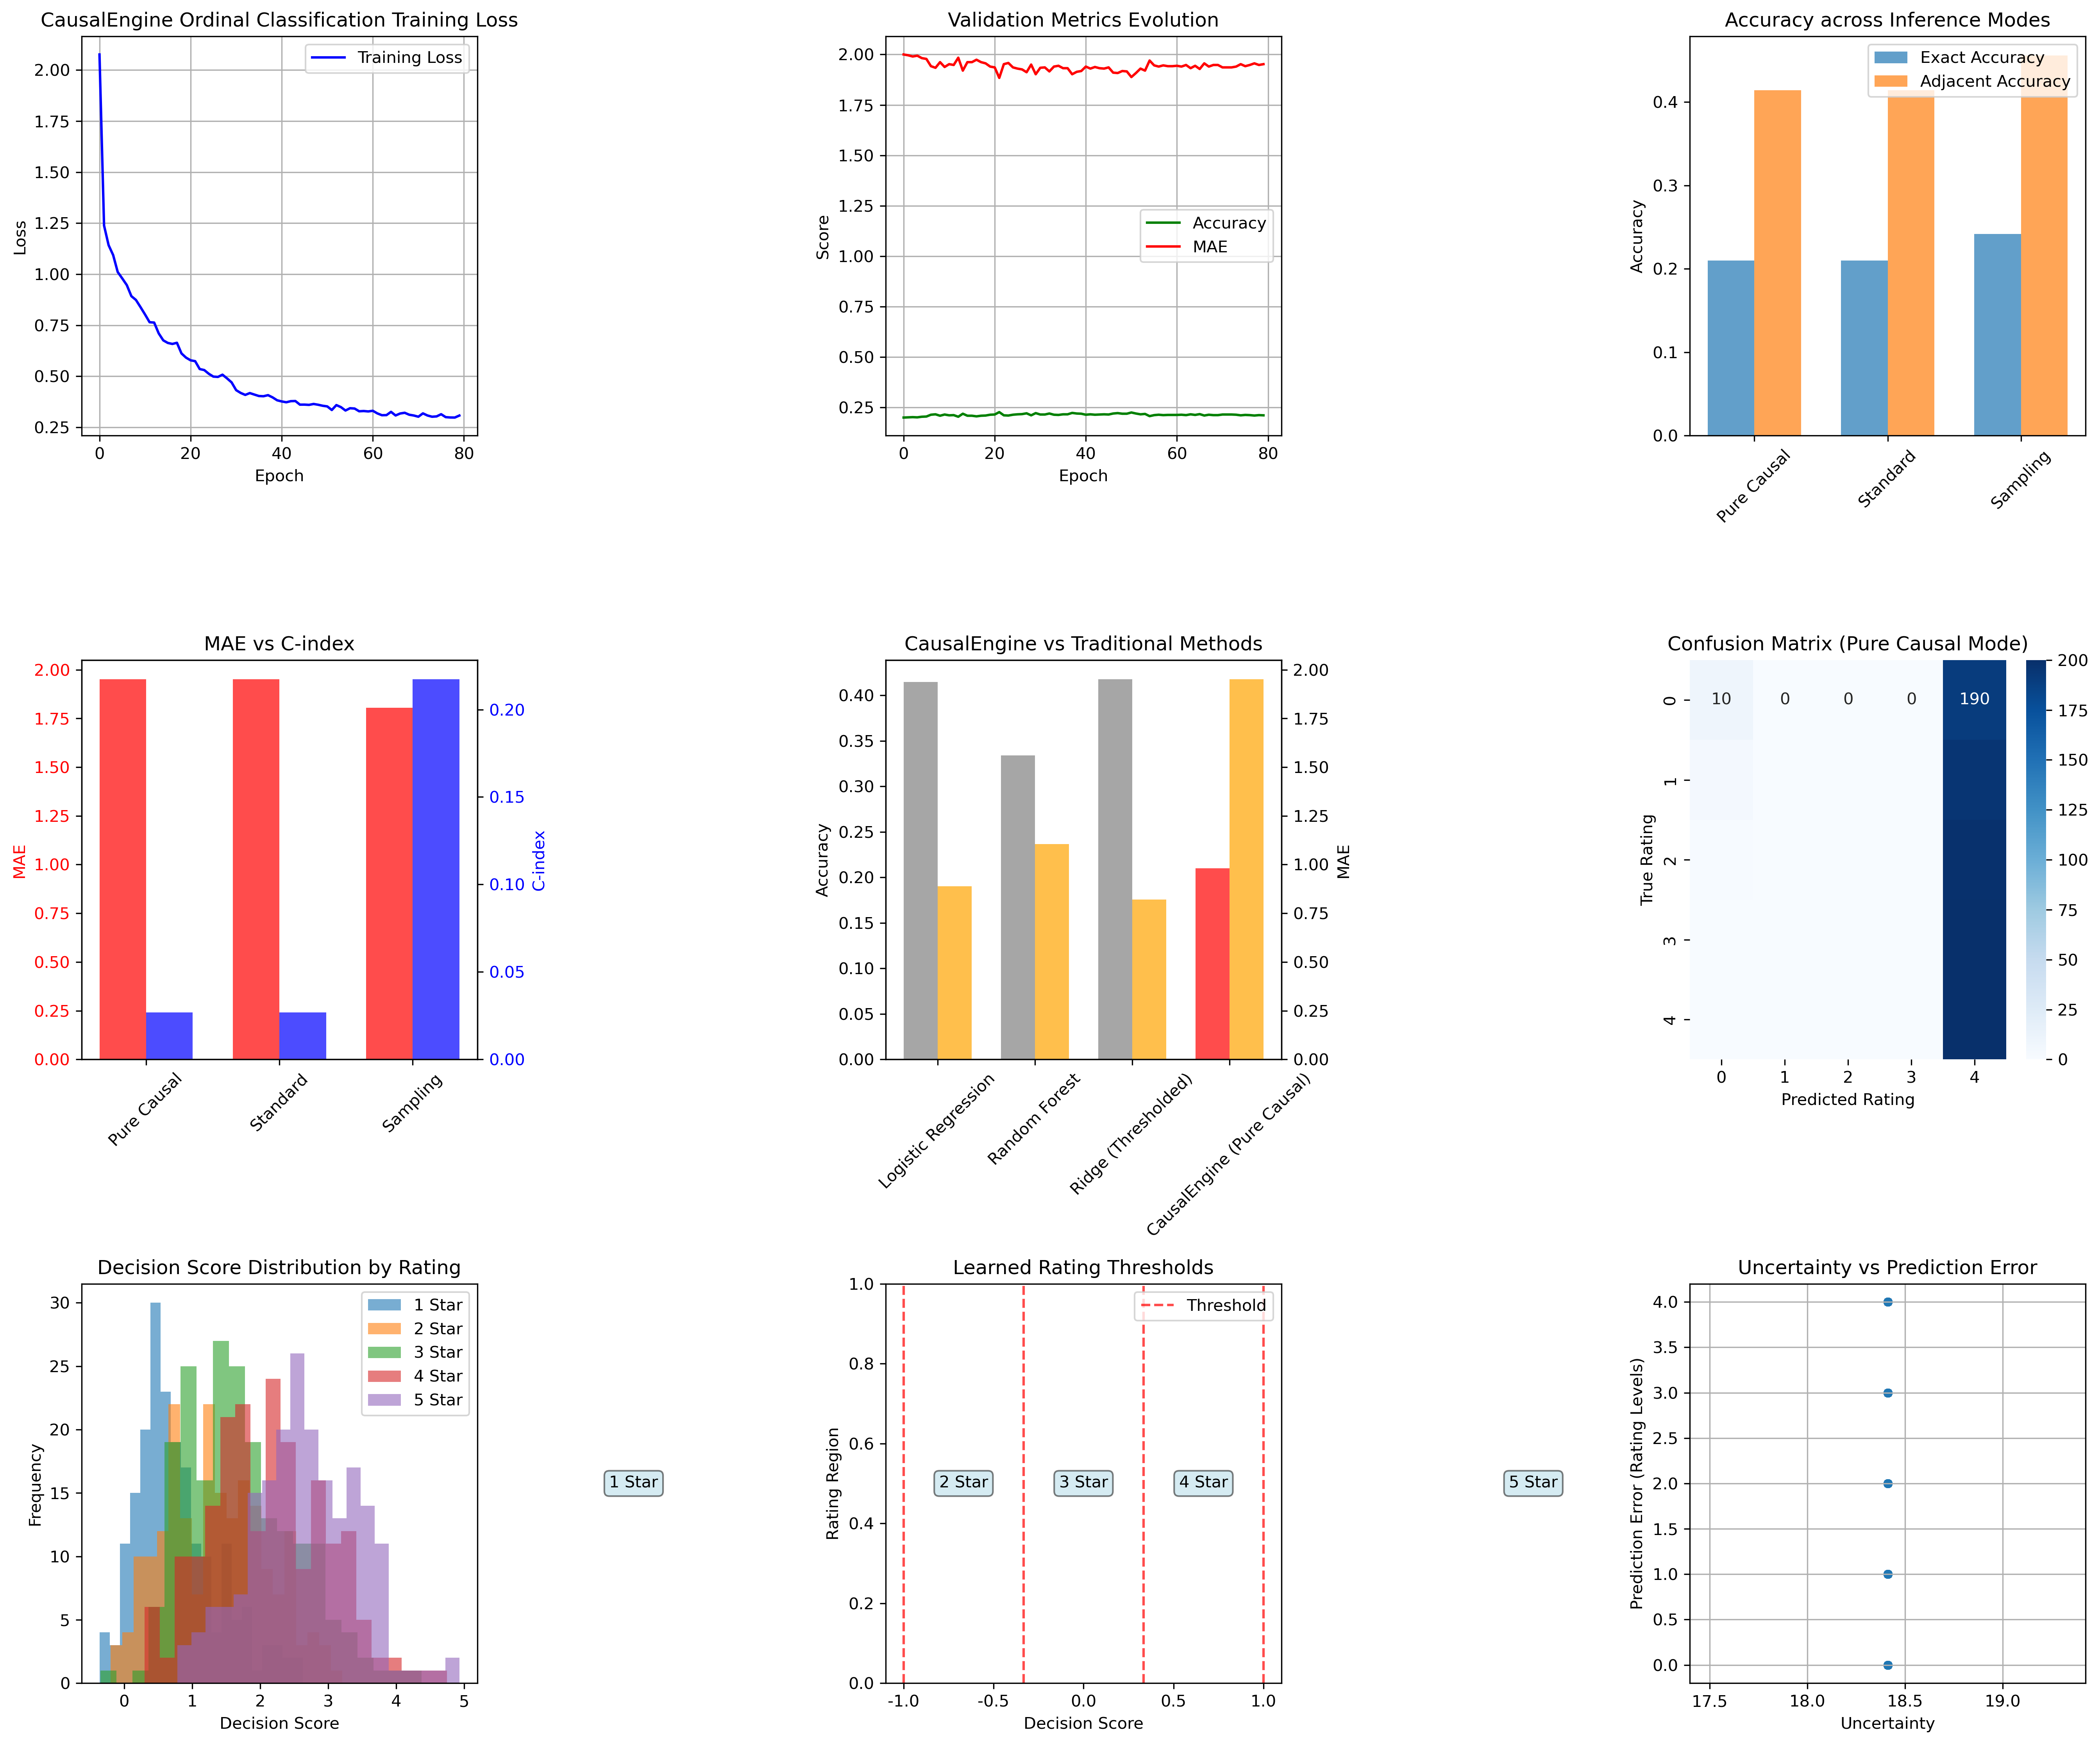 CausalEngine Ordinal Classification Training Loss
2.00
1.75
1.50
1.25
1.00
0.75
0.50
0.25
Loss
Training Loss
0 20 40 60 80
Epoch
Validation Metrics Evolution
2.00
1.75
1.50
1.25
1.00
0.75
0.50
0.25
Score
Accuracy
MAE
0 20 40 60 80
Epoch
Accuracy across Inference Modes
Exact Accuracy
Adjacent Accuracy
0.4
0.3
0.2
0.1
0.0
Accuracy
Pure Causal
Standard
Sampling
MAE vs C-index
2.00
1.75
1.50
1.25
1.00
0.75
0.50
0.25
0.00
MAE
0.20
0.15
0.10
0.05
0.00
C-index
Pure Causal
Standard
Sampling
CausalEngine vs Traditional Methods
0.40
0.35
0.30
0.25
0.20
0.15
0.10
0.05
0.00
Accuracy
2.00
1.75
1.50
1.25
1.00
0.75
0.50
0.25
0.00
MAE
Logistic Regression
Random Forest
Ridge (Thresholded)
CausalEngine (Pure Causal)
Confusion Matrix (Pure Causal Mode)
10 0 0 0 190
0
1
2
3
4
True Rating
0 1 2 3 4
Predicted Rating
200
175
150
125
100
75
50
25
0
Decision Score Distribution by Rating
30
25
20
15
10
5
0
Frequency
1 Star
2 Star
3 Star
4 Star
5 Star
0 1 2 3 4 5
Decision Score
Learned Rating Thresholds
Threshold
1.0
0.8
0.6
0.4
0.2
0.0
Rating Region
1 Star 2 Star 3 Star 4 Star 5 Star
-1.0 -0.5 0.0 0.5 1.0
Decision Score
Uncertainty vs Prediction Error
4.0
3.5
3.0
2.5
2.0
1.5
1.0
0.5
0.0
Prediction Error (Rating Levels)
17.5 18.0 18.5 19.0
Uncertainty